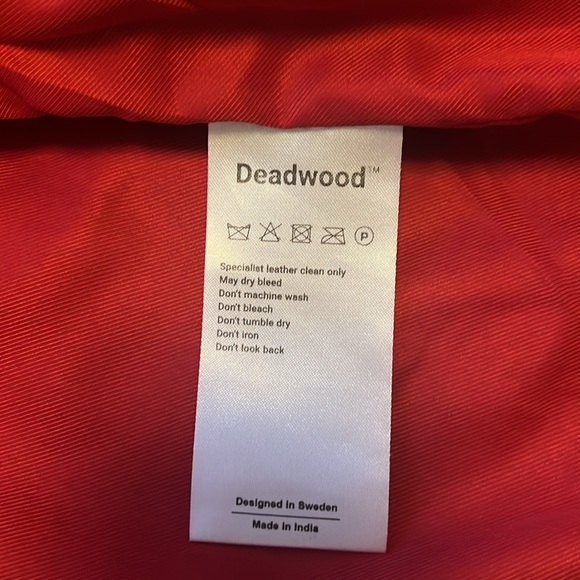 Deadwood™
P
Specialist leather clean only
May dry bleed
Don't machine wash
Don't bleach
Don't tumble dry
Don't iron
Don't look back
Designed in Sweden
Made in India